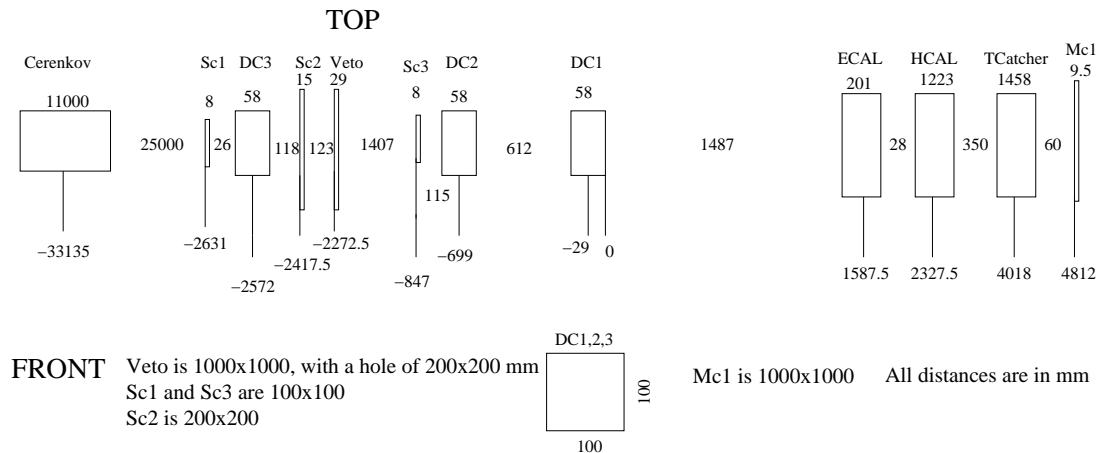 TOP
Cerenkov Sc1 DC3 Sc2 Veto Sc3 DC2 DC1 ECAL HCAL TCatcher Mc1
11000 8 58 15 29 8 58 58 201 1223 1458 9.5
25000 26 118 123 1407 115 612 1487 28 350 60
−33135 −2631 −2572 −2417.5 −2272.5 −847 −699 −29 0 1587.5 2327.5 4018 4812
FRONT
Veto is 1000x1000, with a hole of 200x200 mm
Sc1 and Sc3 are 100x100
Sc2 is 200x200
DC1,2,3
100
100
Mc1 is 1000x1000 All distances are in mm